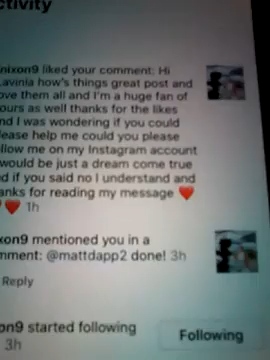 ctivity
nixon9 liked your comment: Hi
avinia how's things great post and
ove them all and I'm a huge fan of
ours as well thanks for the likes
nd I was wondering if you could
ease help me could you please
llow me on my Instagram account
would be just a dream come true
d if you said no I understand and
anks for reading my message ❤️
❤️ 1h
xon9 mentioned you in a
mment: @mattdapp2 done! 3h
Reply
on9 started following
3h
Following